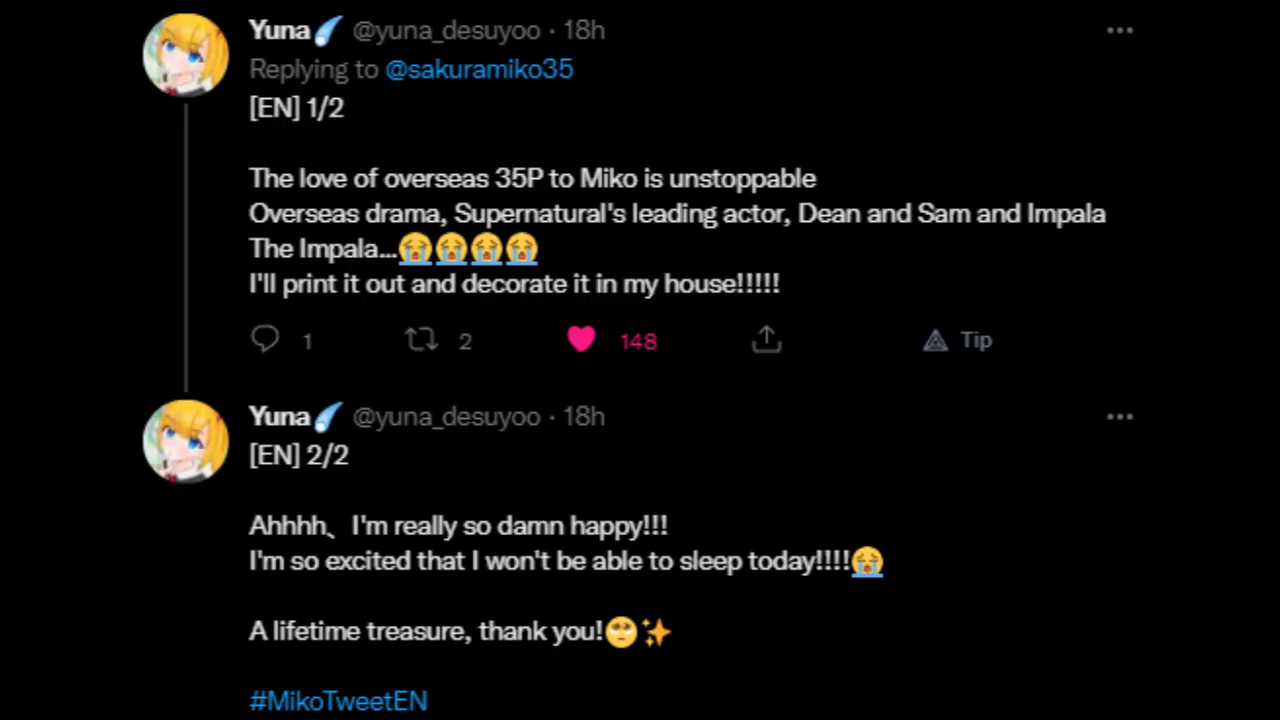 Yuna☄️ @yuna_desuyoo · 18h
Replying to @sakuramiko35
[EN] 1/2
The love of overseas 35P to Miko is unstoppable
Overseas drama, Supernatural's leading actor, Dean and Sam and Impala
The Impala...😭😭😭😭
I'll print it out and decorate it in my house!!!!!
1 2 148 Tip
Yuna☄️ @yuna_desuyoo · 18h
[EN] 2/2
Ahhhh、I'm really so damn happy!!!
I'm so excited that I won't be able to sleep today!!!!😭
A lifetime treasure, thank you!🥺✨
#MikoTweetEN